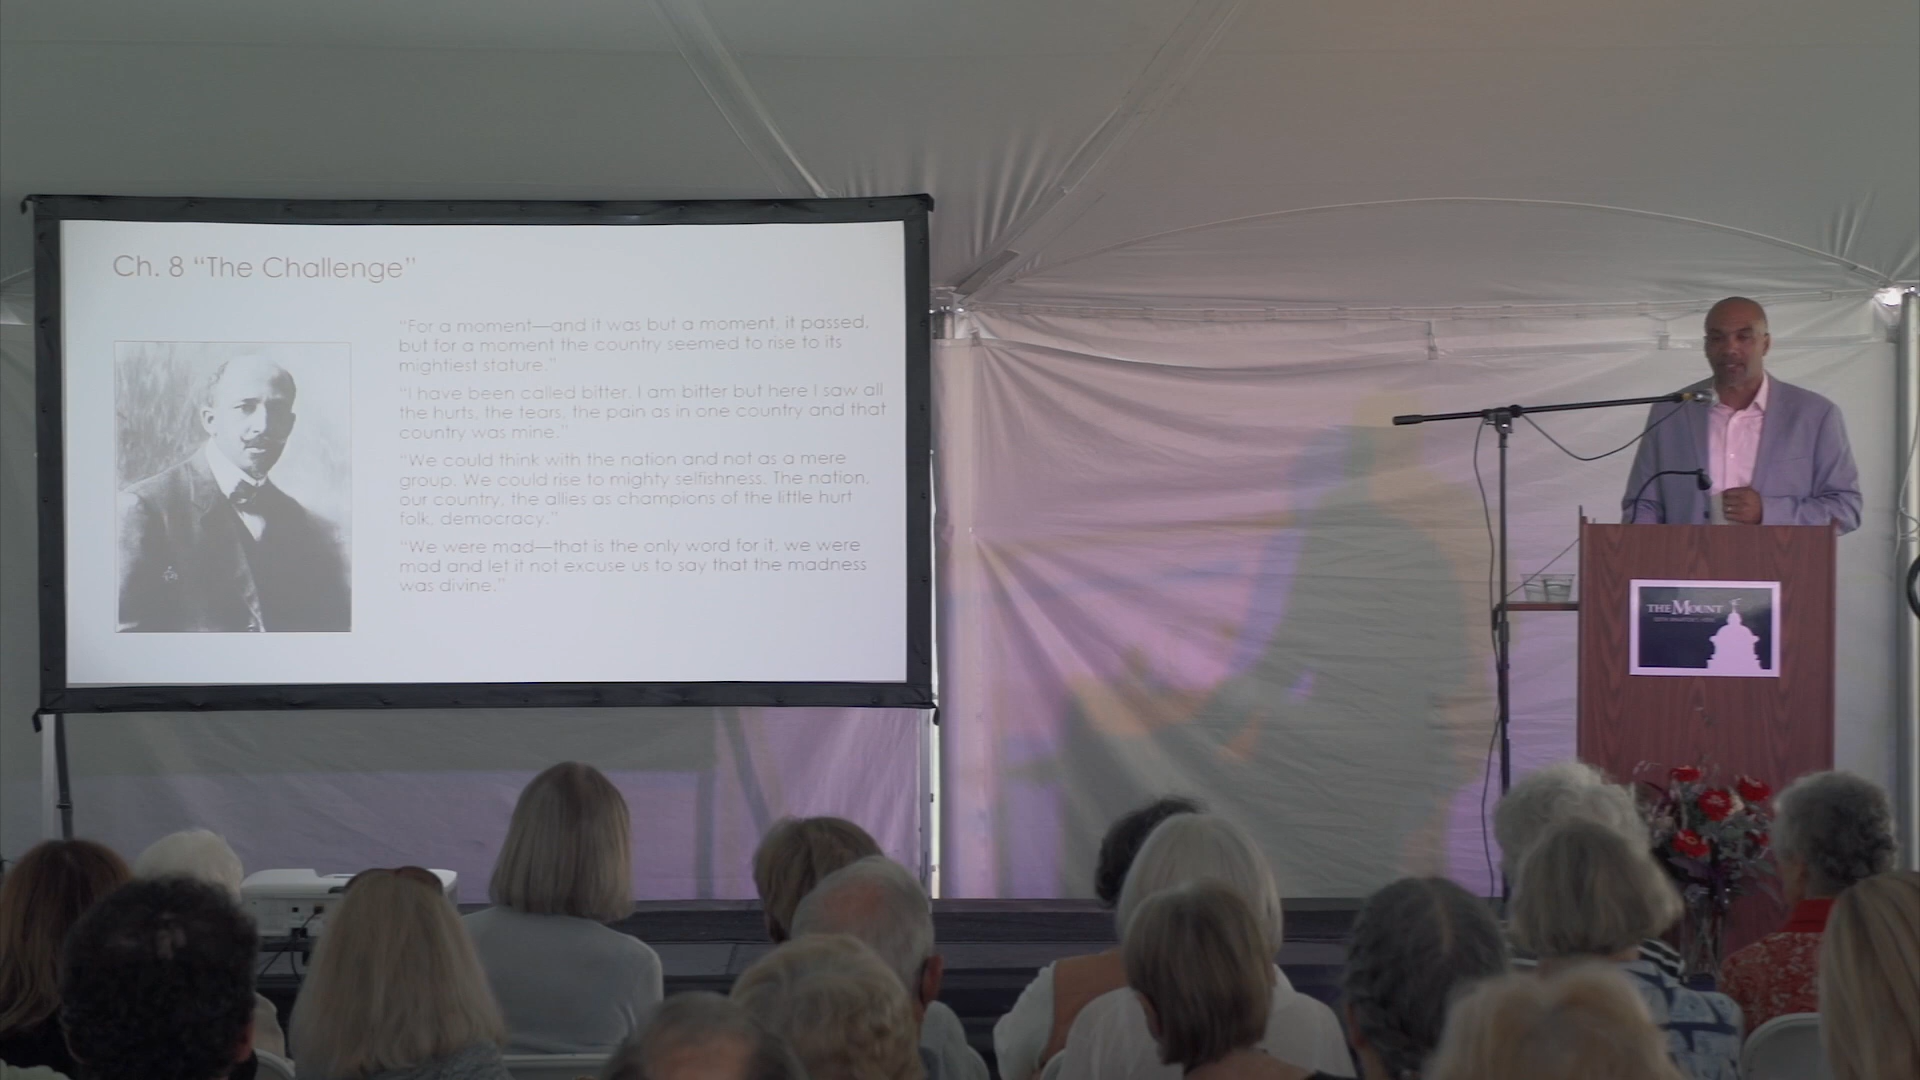 Ch. 8 “The Challenge”
“For a moment—and it was but a moment, it passed,
but for a moment the country seemed to rise to its
mightiest stature.”
“I have been called bitter. I am bitter but here I saw all
the hurts, the tears, the pain as in one country and that
country was mine.”
“We could think with the nation and not as a mere
group. We could rise to mighty selfishness. The nation,
our country, the allies as champions of the little hurt
folk, democracy.”
“We were mad—that is the only word for it, we were
mad and let it not excuse us to say that the madness
was divine.”
THE MOUNT